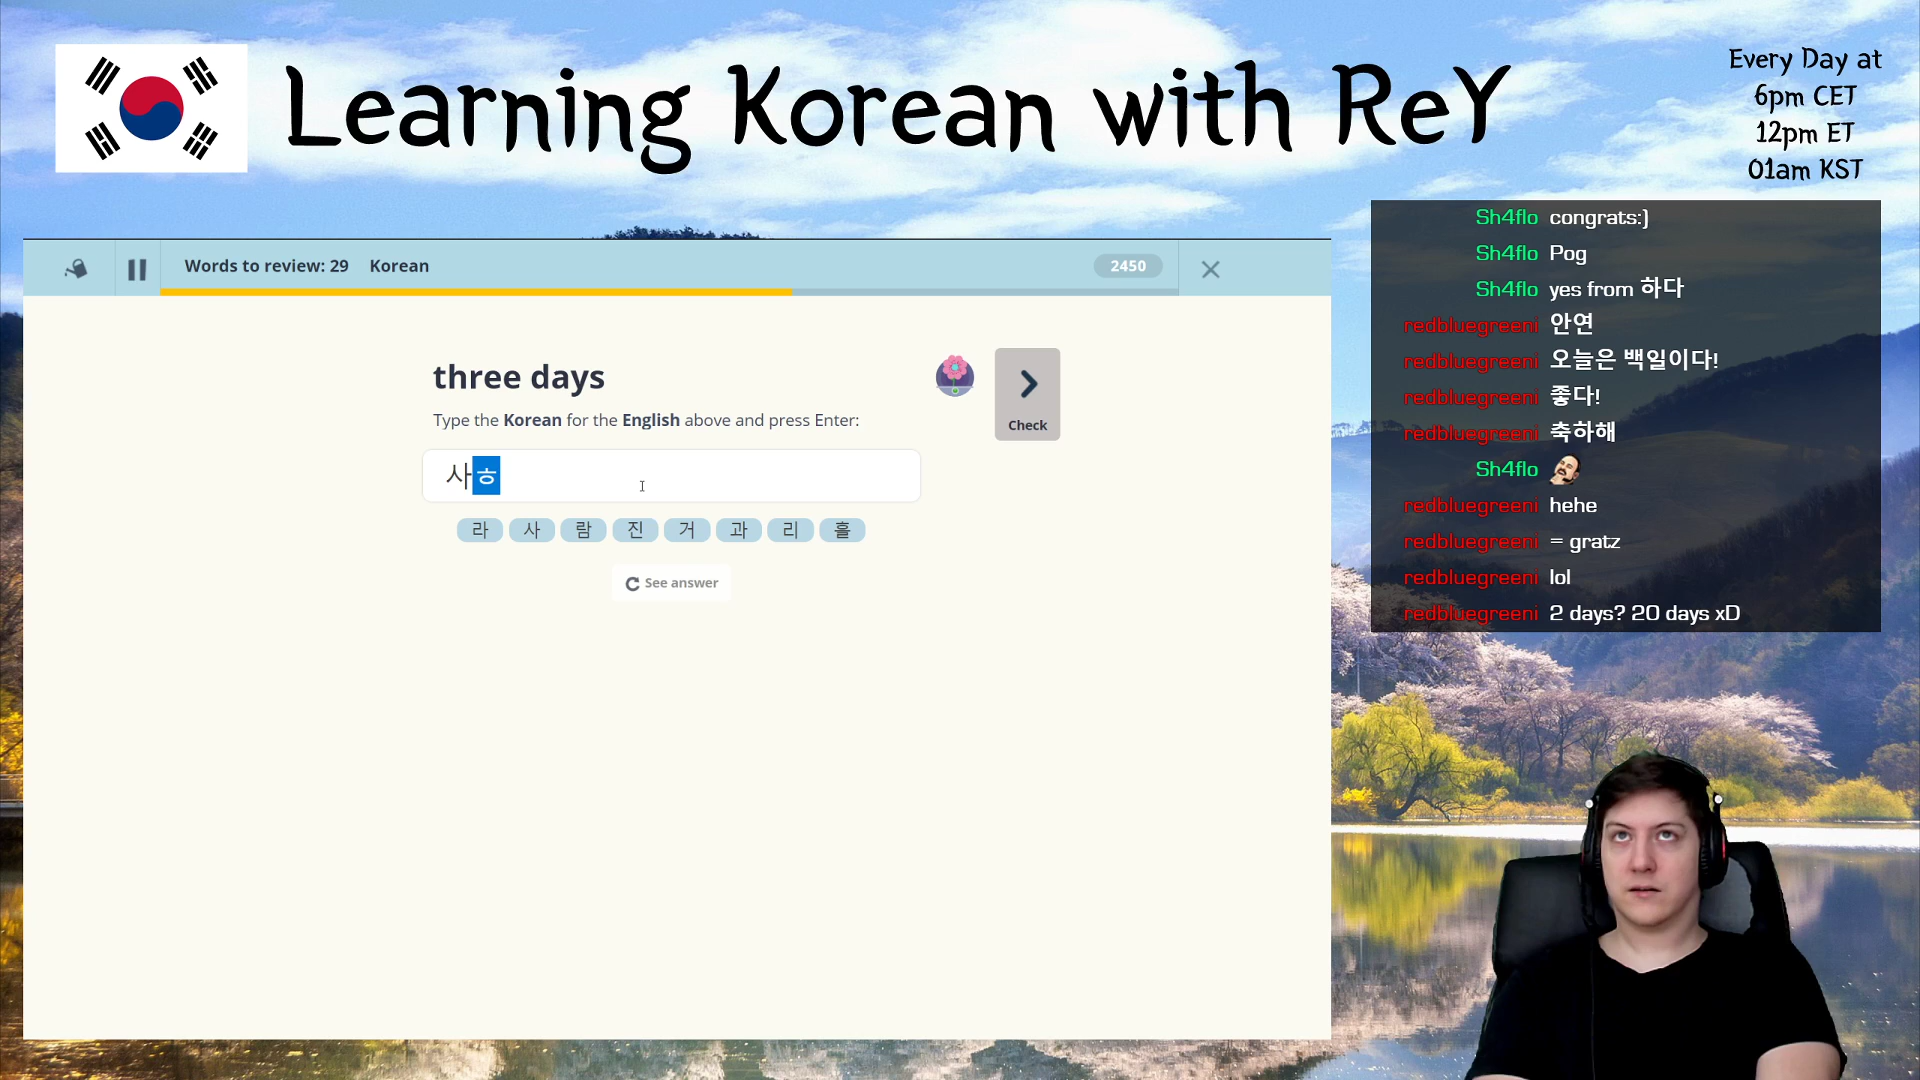 Learning Korean with ReY
Every Day at
6pm CET
12pm ET
01am KST
Words to review: 29 Korean
2450
three days
Type the Korean for the English above and press Enter:
Check
사ㅎ
라 사 람 진 거 과 리 흘
See answer
Sh4flo congrats:)
Sh4flo Pog
Sh4flo yes from 하다
redbluegreeni 안연
redbluegreeni 오늘은 백일이다!
redbluegreeni 좋다!
redbluegreeni 축하해
Sh4flo
redbluegreeni hehe
redbluegreeni = gratz
redbluegreeni lol
redbluegreeni 2 days? 20 days xD